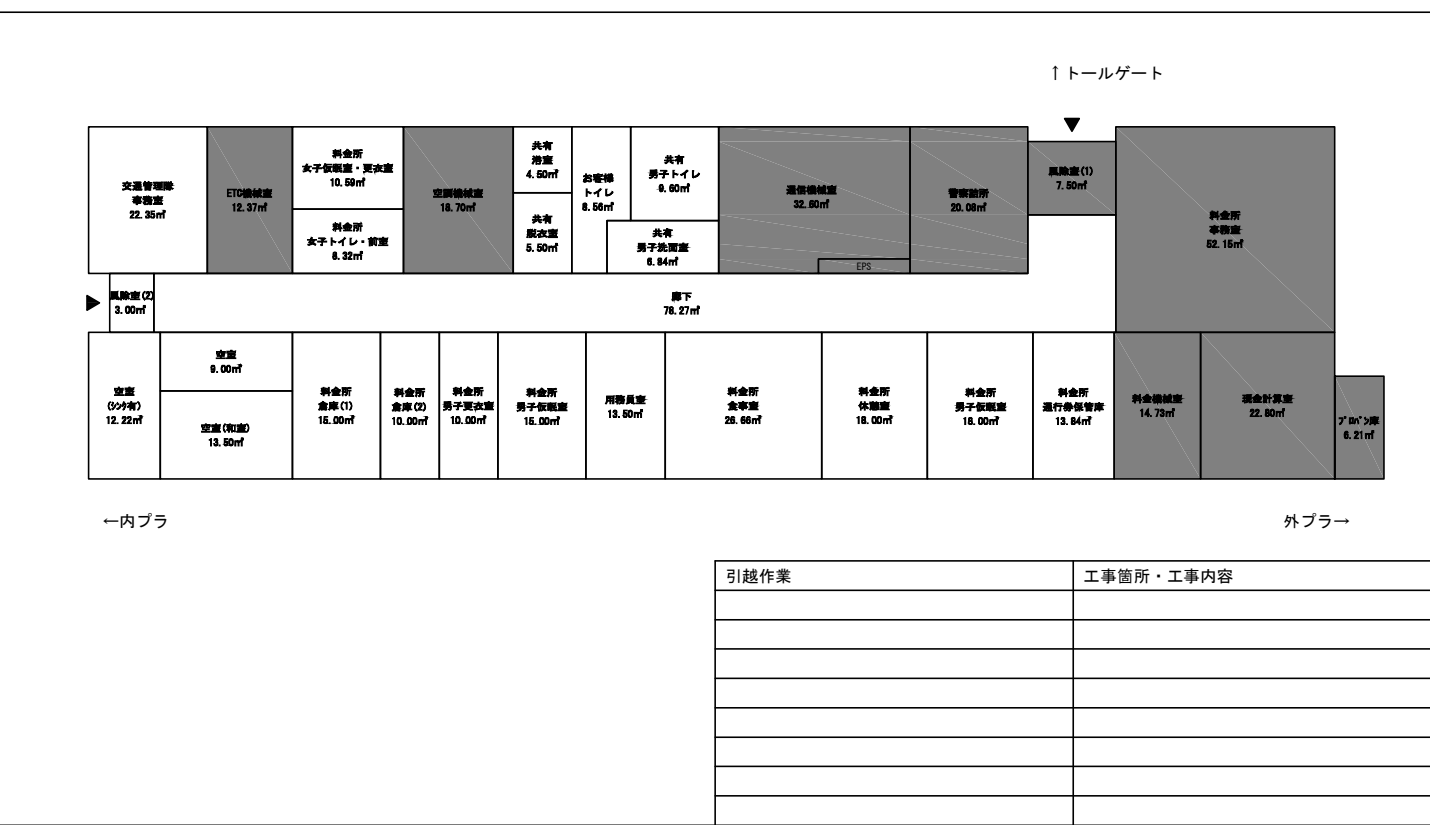 ↑トールゲート
交通管理隊
事務室
22.35㎡
ETC機械室
12.37㎡
料金所
女子仮眠室・更衣室
10.59㎡
料金所
女子トイレ・前室
8.32㎡
空調機械室
18.70㎡
共有
浴室
4.50㎡
共有
脱衣室
5.50㎡
お客様
トイレ
8.56㎡
共有
男子トイレ
9.60㎡
共有
男子洗面室
6.84㎡
通信機械室
32.60㎡
EPS
警察詰所
20.08㎡
風除室(1)
7.50㎡
料金所
事務室
52.15㎡
風除室(2)
3.00㎡
廊下
78.27㎡
空室
(シンク有)
12.22㎡
空室
9.00㎡
空室(和室)
13.50㎡
料金所
倉庫(1)
15.00㎡
料金所
倉庫(2)
10.00㎡
料金所
男子更衣室
10.00㎡
料金所
男子仮眠室
15.00㎡
用務員室
13.50㎡
料金所
食事室
26.66㎡
料金所
休憩室
18.00㎡
料金所
男子仮眠室
18.00㎡
料金所
通行券保管庫
13.84㎡
料金機械室
14.73㎡
現金計算室
22.80㎡
プロパン庫
6.21㎡
←内プラ
外プラ→
引越作業
工事箇所・工事内容